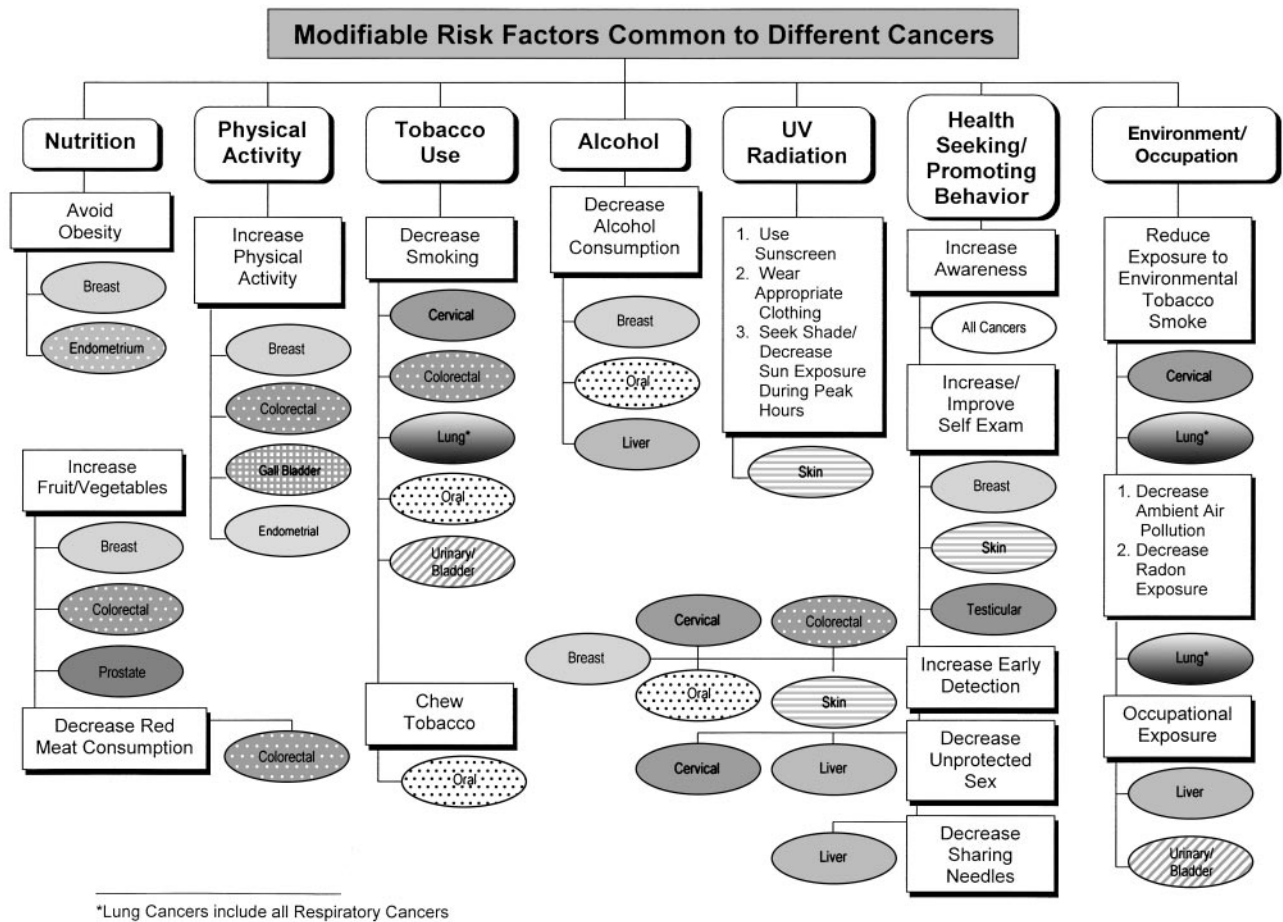 Modifiable Risk Factors Common to Different Cancers
Nutrition
Avoid
Obesity
Breast
Endometrium
Increase
Fruit/Vegetables
Breast
Colorectal
Prostate
Decrease Red
Meat Consumption
Colorectal
Physical
Activity
Increase
Physical
Activity
Breast
Colorectal
Gall Bladder
Endometrial
Tobacco
Use
Decrease
Smoking
Cervical
Colorectal
Lung*
Oral
Urinary/
Bladder
Chew
Tobacco
Oral
Alcohol
Decrease
Alcohol
Consumption
Breast
Oral
Liver
UV
Radiation
1. Use
Sunscreen
2. Wear
Appropriate
Clothing
3. Seek Shade/
Decrease
Sun Exposure
During Peak
Hours
Skin
Health
Seeking/
Promoting
Behavior
Increase
Awareness
All Cancers
Increase/
Improve
Self Exam
Breast
Skin
Testicular
Increase Early
Detection
Cervical
Colorectal
Breast
Oral
Skin
Decrease
Unprotected
Sex
Cervical
Liver
Decrease
Sharing
Needles
Liver
Environment/
Occupation
Reduce
Exposure to
Environmental
Tobacco
Smoke
Cervical
Lung*
1. Decrease
Ambient Air
Pollution
2. Decrease
Radon
Exposure
Lung*
Occupational
Exposure
Liver
Urinary/
Bladder
*Lung Cancers include all Respiratory Cancers